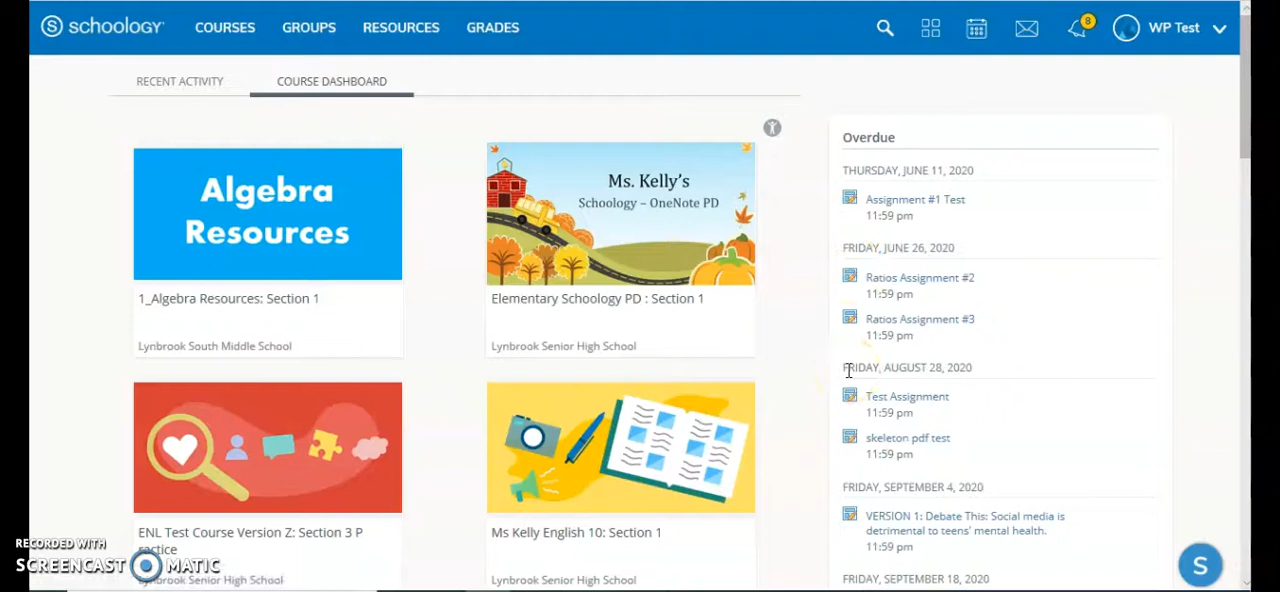 schoology
COURSES
GROUPS
RESOURCES
GRADES
8
WP Test
RECENT ACTIVITY
COURSE DASHBOARD
Algebra
Resources
1_Algebra Resources: Section 1
Lynbrook South Middle School
Ms. Kelly's
Schoology – OneNote PD
Elementary Schoology PD : Section 1
Lynbrook Senior High School
ENL Test Course Version Z: Section 3 P
ractice
Lynbrook Senior High School
Ms Kelly English 10: Section 1
Lynbrook Senior High School
Overdue
THURSDAY, JUNE 11, 2020
Assignment #1 Test
11:59 pm
FRIDAY, JUNE 26, 2020
Ratios Assignment #2
11:59 pm
Ratios Assignment #3
11:59 pm
FRIDAY, AUGUST 28, 2020
Test Assignment
11:59 pm
skeleton pdf test
11:59 pm
FRIDAY, SEPTEMBER 4, 2020
VERSION 1: Debate This: Social media is
detrimental to teens' mental health.
11:59 pm
FRIDAY, SEPTEMBER 18, 2020
RECORDED WITH
SCREENCAST MATIC
S